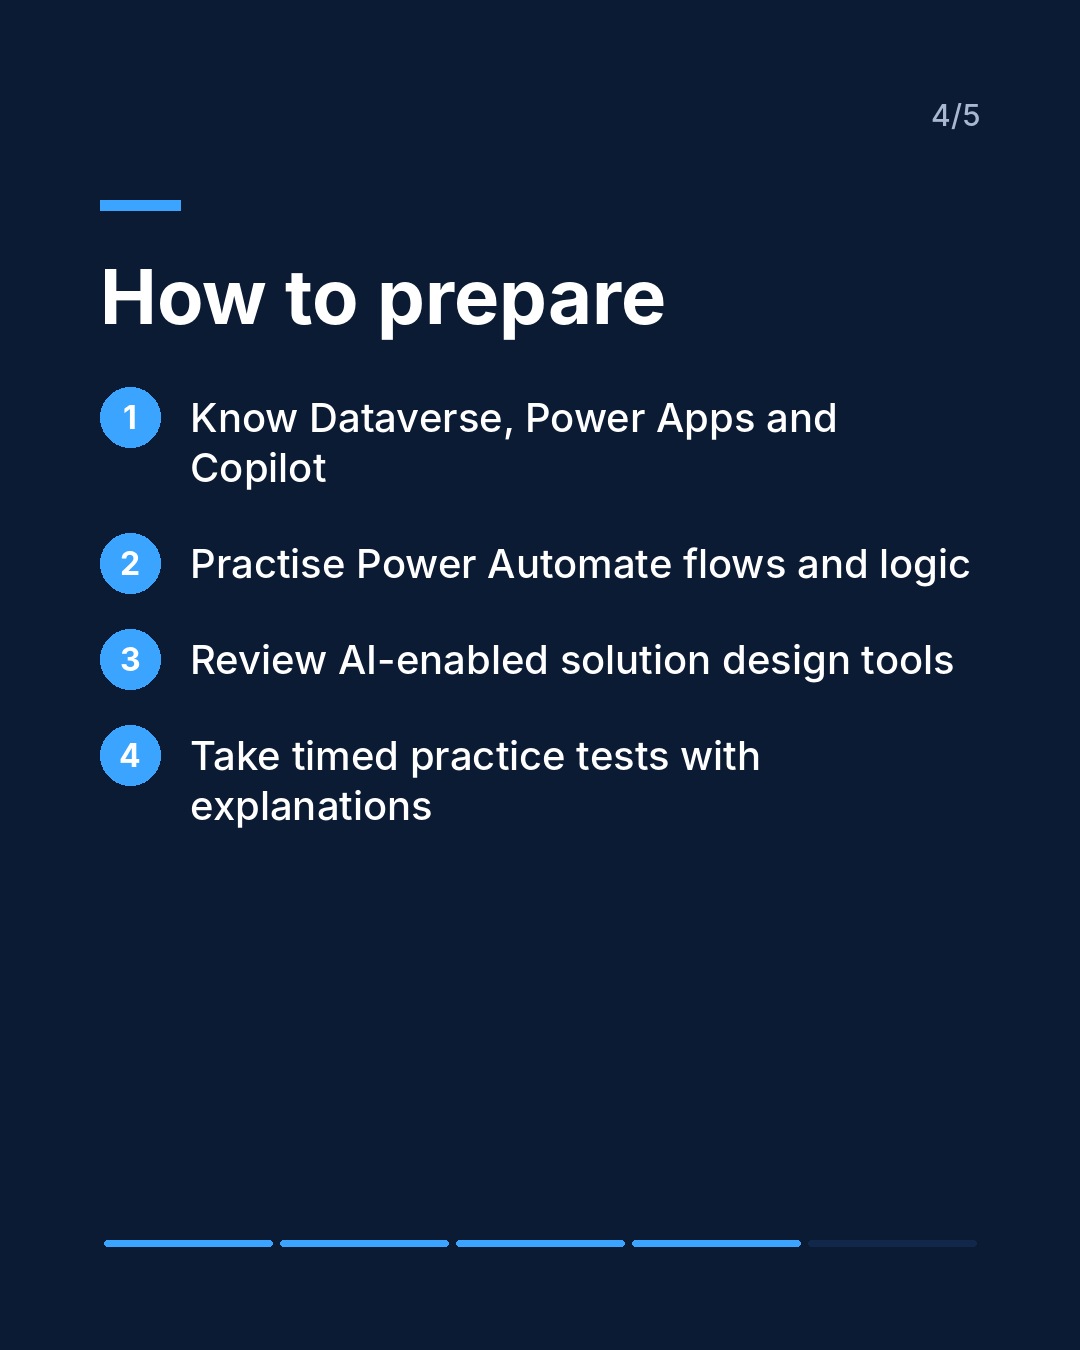 4/5
How to prepare
1 Know Dataverse, Power Apps and
Copilot
2 Practise Power Automate flows and logic
3 Review AI-enabled solution design tools
4 Take timed practice tests with
explanations